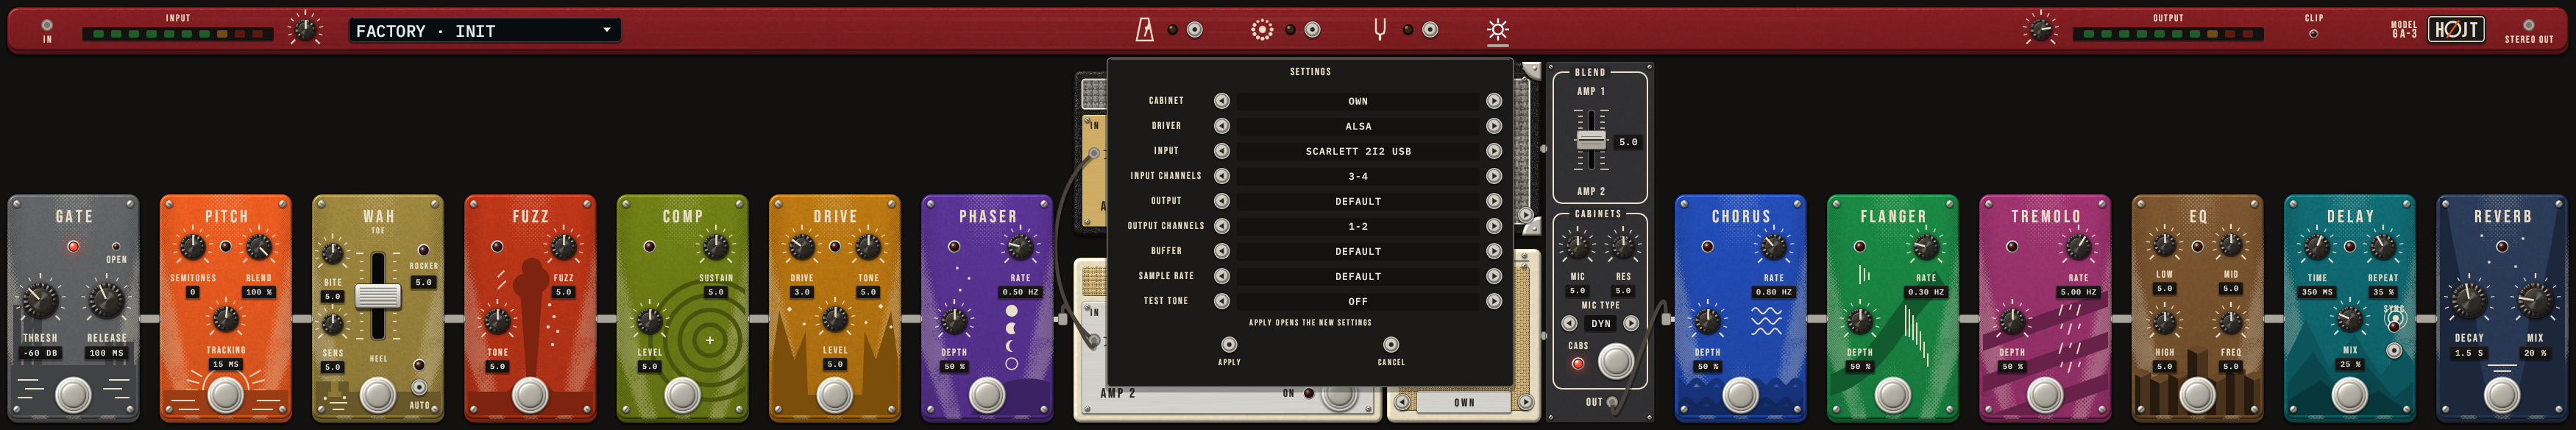 INPUT
IN
FACTORY · INIT
OUTPUT
CLIP
MODEL
GA-3
HØJT
STEREO OUT
SETTINGS
CABINET OWN
DRIVER ALSA
INPUT SCARLETT 2I2 USB
INPUT CHANNELS 3-4
OUTPUT DEFAULT
OUTPUT CHANNELS 1-2
BUFFER DEFAULT
SAMPLE RATE DEFAULT
TEST TONE OFF
APPLY OPENS THE NEW SETTINGS
APPLY CANCEL
GATE
OPEN
THRESH RELEASE
-60 DB 100 MS
PITCH
SEMITONES BLEND
0 100 %
TRACKING
15 MS
WAH
TOE
ROCKER
5.0
BITE
5.0
SENS
5.0
HEEL
AUTO
FUZZ
FUZZ
5.0
TONE
5.0
COMP
SUSTAIN
5.0
LEVEL
5.0
DRIVE
DRIVE TONE
3.0 5.0
LEVEL
5.0
PHASER
RATE
0.50 HZ
DEPTH
50 %
IN
A
IN
AMP 2
ON
OWN
BLEND
AMP 1
5.0
AMP 2
CABINETS
MIC RES
5.0 5.0
MIC TYPE
DYN
CABS
OUT
CHORUS
RATE
0.80 HZ
DEPTH
50 %
FLANGER
RATE
0.30 HZ
DEPTH
50 %
TREMOLO
RATE
5.00 HZ
DEPTH
50 %
EQ
LOW MID
5.0 5.0
HIGH FREQ
5.0 5.0
DELAY
TIME REPEAT
350 MS 35 %
SYNC
MIX
25 %
REVERB
DECAY MIX
1.5 S 20 %